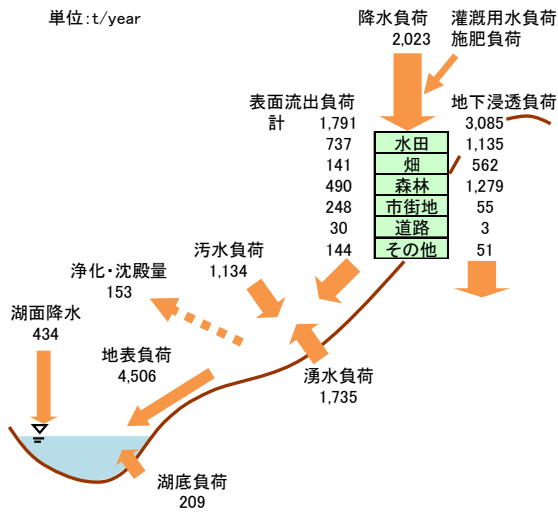 単位:t/year
降水負荷
2,023
灌漑用水負荷
施肥負荷
表面流出負荷
計 1,791
地下浸透負荷
3,085
737 水田 1,135
141 畑 562
490 森林 1,279
248 市街地 55
30 道路 3
144 その他 51
汚水負荷
1,134
浄化・沈殿量
153
湖面降水
434
地表負荷
4,506
湧水負荷
1,735
湖底負荷
209